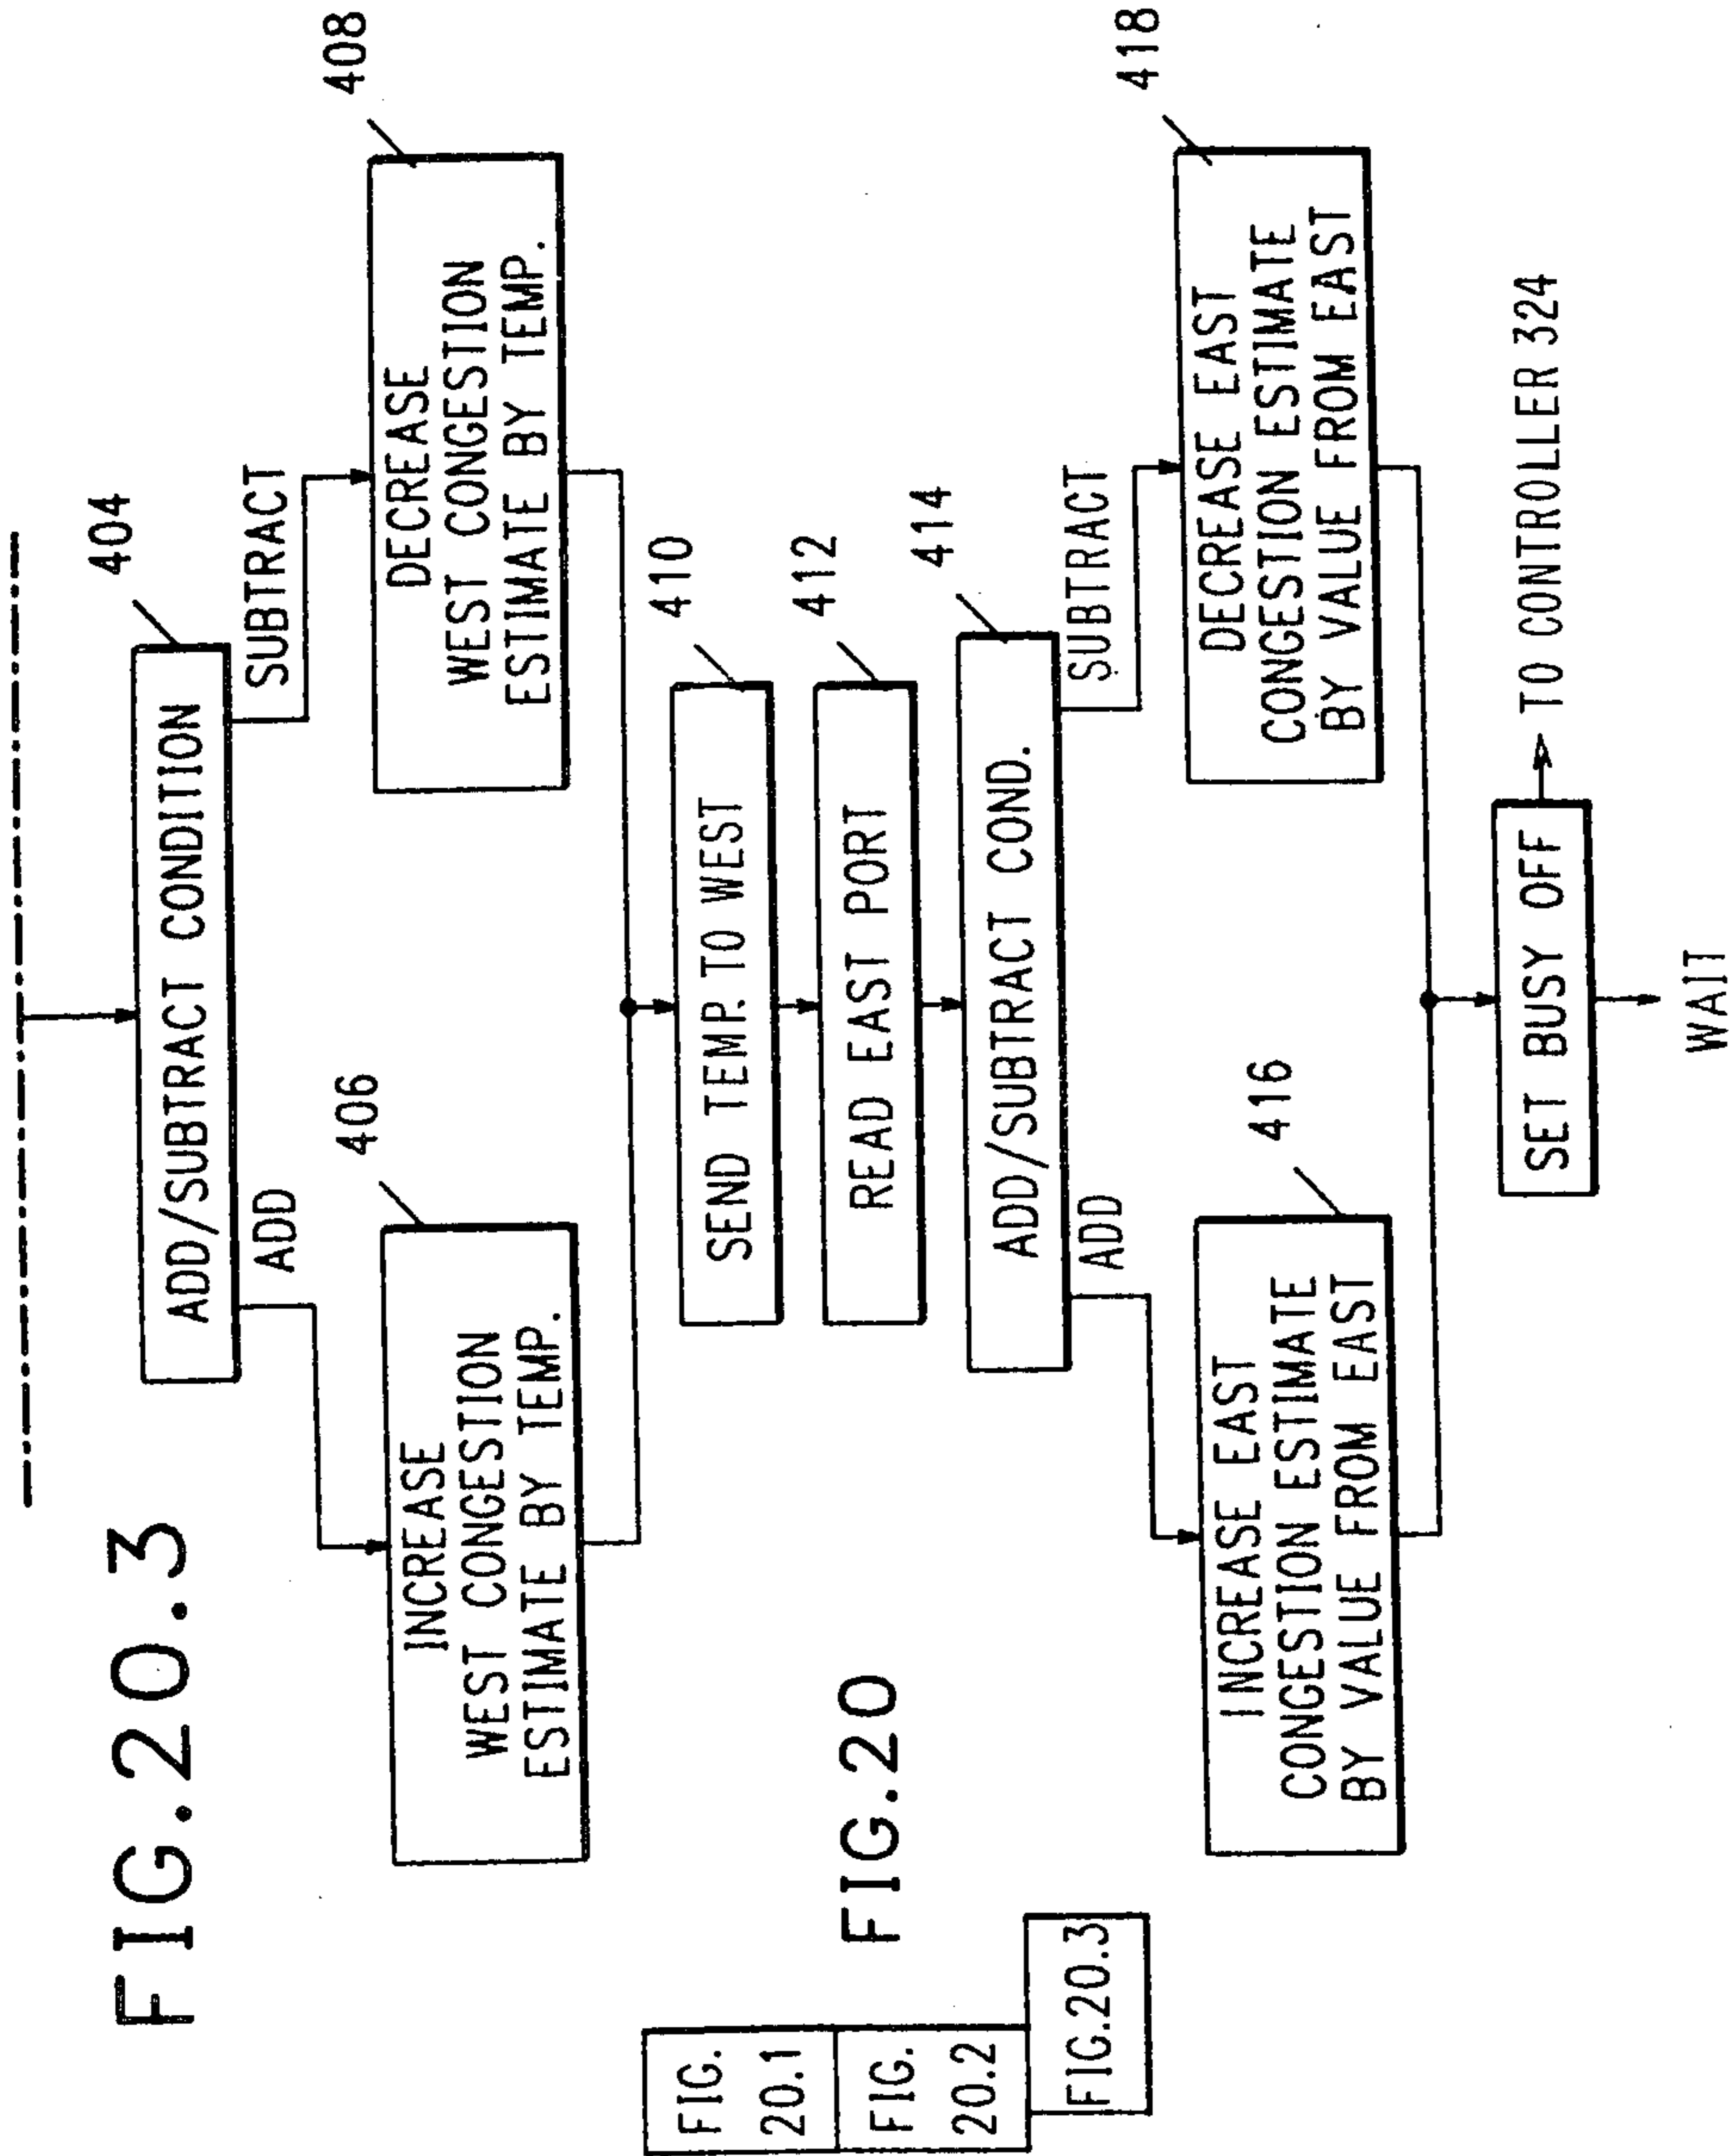 FIG.20.3
404
ADD/SUBTRACT CONDITION
ADD
SUBTRACT
406
INCREASE
WEST CONGESTION
ESTIMATE BY TEMP.
408
DECREASE
WEST CONGESTION
ESTIMATE BY TEMP.
410
SEND TEMP. TO WEST
412
READ EAST PORT
414
ADD/SUBTRACT COND.
ADD
SUBTRACT
416
INCREASE EAST
CONGESTION ESTIMATE
BY VALUE FROM EAST
418
DECREASE EAST
CONGESTION ESTIMATE
BY VALUE FROM EAST
SET BUSY OFF
TO CONTROLLER 324
WAIT
FIG.20
FIG.
20.1
FIG.
20.2
FIG.20.3